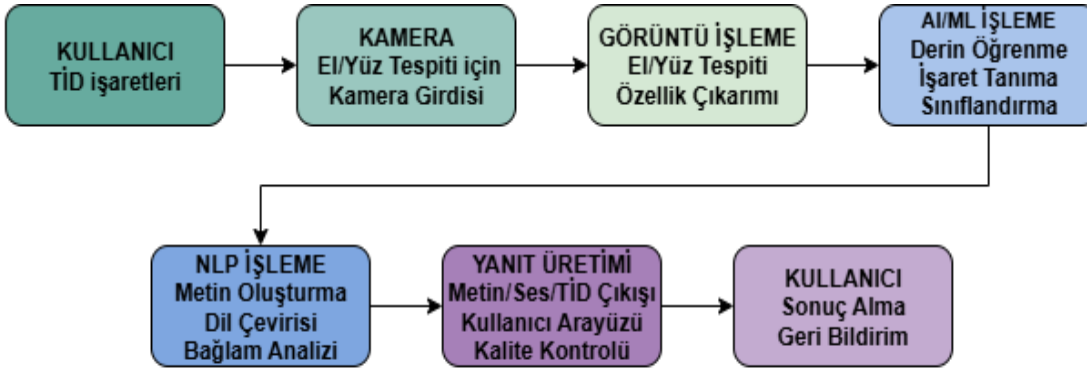 KULLANICI
TİD işaretleri
KAMERA
El/Yüz Tespiti için
Kamera Girdisi
GÖRÜNTÜ İŞLEME
El/Yüz Tespiti
Özellik Çıkarımı
AI/ML İŞLEME
Derin Öğrenme
İşaret Tanıma
Sınıflandırma
NLP İŞLEME
Metin Oluşturma
Dil Çevirisi
Bağlam Analizi
YANIT ÜRETİMİ
Metin/Ses/TİD Çıkışı
Kullanıcı Arayüzü
Kalite Kontrolü
KULLANICI
Sonuç Alma
Geri Bildirim